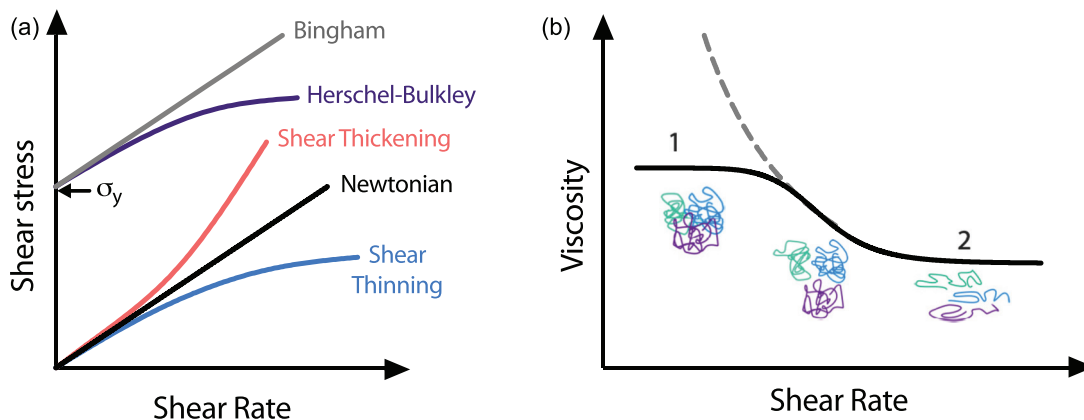 (a)
Bingham
Herschel-Bulkley
Shear Thickening
σy
Newtonian
Shear
Thinning
Shear stress
Shear Rate
(b)
1
2
Viscosity
Shear Rate